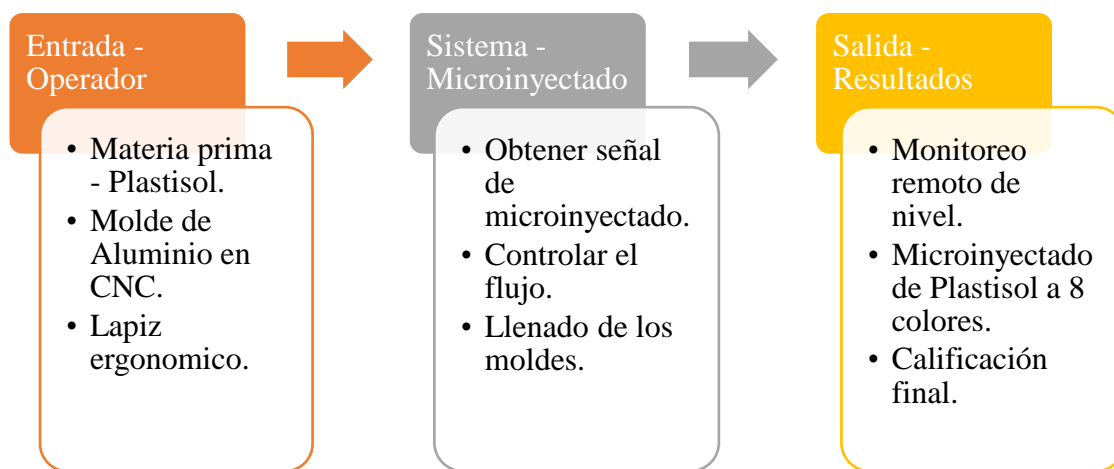 Entrada -
Operador
• Materia prima
- Plastisol.
• Molde de
Aluminio en
CNC.
• Lapiz
ergonomico.
Sistema -
Microinyectado
• Obtener señal
de
microinyectado.
• Controlar el
flujo.
• Llenado de los
moldes.
Salida -
Resultados
• Monitoreo
remoto de
nivel.
• Microinyectado
de Plastisol a 8
colores.
• Calificación
final.